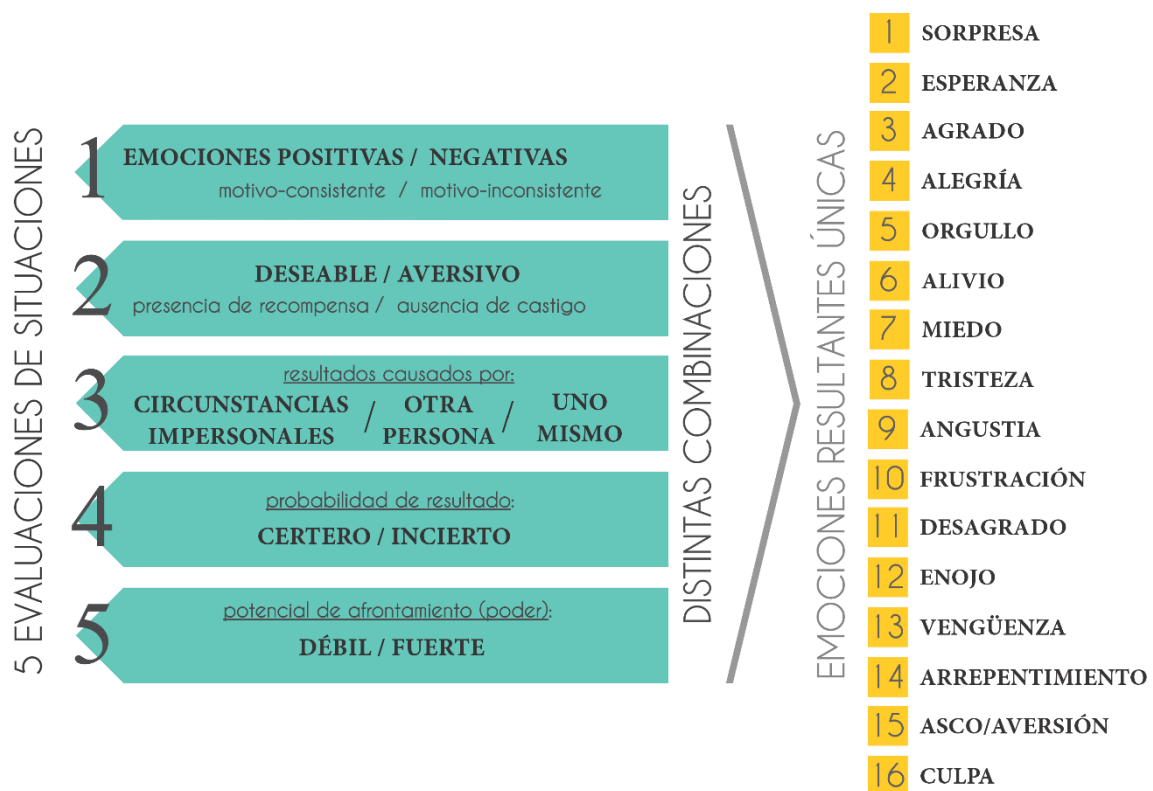 5 EVALUACIONES DE SITUACIONES
1
EMOCIONES POSITIVAS / NEGATIVAS
motivo-consistente / motivo-inconsistente
2
DESEABLE / AVERSIVO
presencia de recompensa / ausencia de castigo
3
resultados causados por:
CIRCUNSTANCIAS IMPERSONALES / OTRA PERSONA / UNO MISMO
4
probabilidad de resultado:
CERTERO / INCIERTO
5
potencial de afrontamiento (poder):
DÉBIL / FUERTE
DISTINTAS COMBINACIONES
EMOCIONES RESULTANTES ÚNICAS
1 SORPRESA
2 ESPERANZA
3 AGRADO
4 ALEGRÍA
5 ORGULLO
6 ALIVIO
7 MIEDO
8 TRISTEZA
9 ANGUSTIA
10 FRUSTRACIÓN
11 DESAGRADO
12 ENOJO
13 VENGÜENZA
14 ARREPENTIMIENTO
15 ASCO/AVERSIÓN
16 CULPA